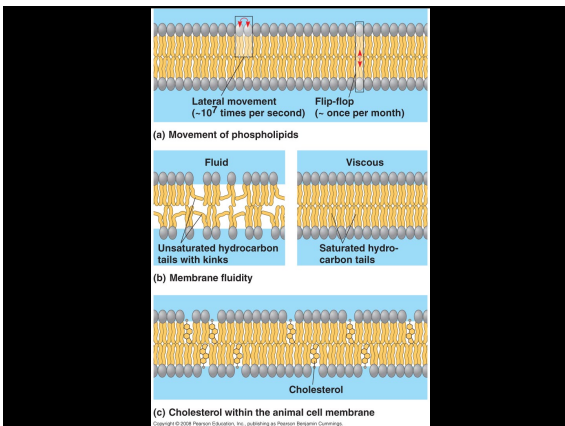 Lateral movement
(~10⁷ times per second)
Flip-flop
(~ once per month)
(a) Movement of phospholipids
Fluid
Viscous
Unsaturated hydrocarbon
tails with kinks
Saturated hydro-
carbon tails
(b) Membrane fluidity
Cholesterol
(c) Cholesterol within the animal cell membrane
Copyright © 2008 Pearson Education, Inc., publishing as Pearson Benjamin Cummings.